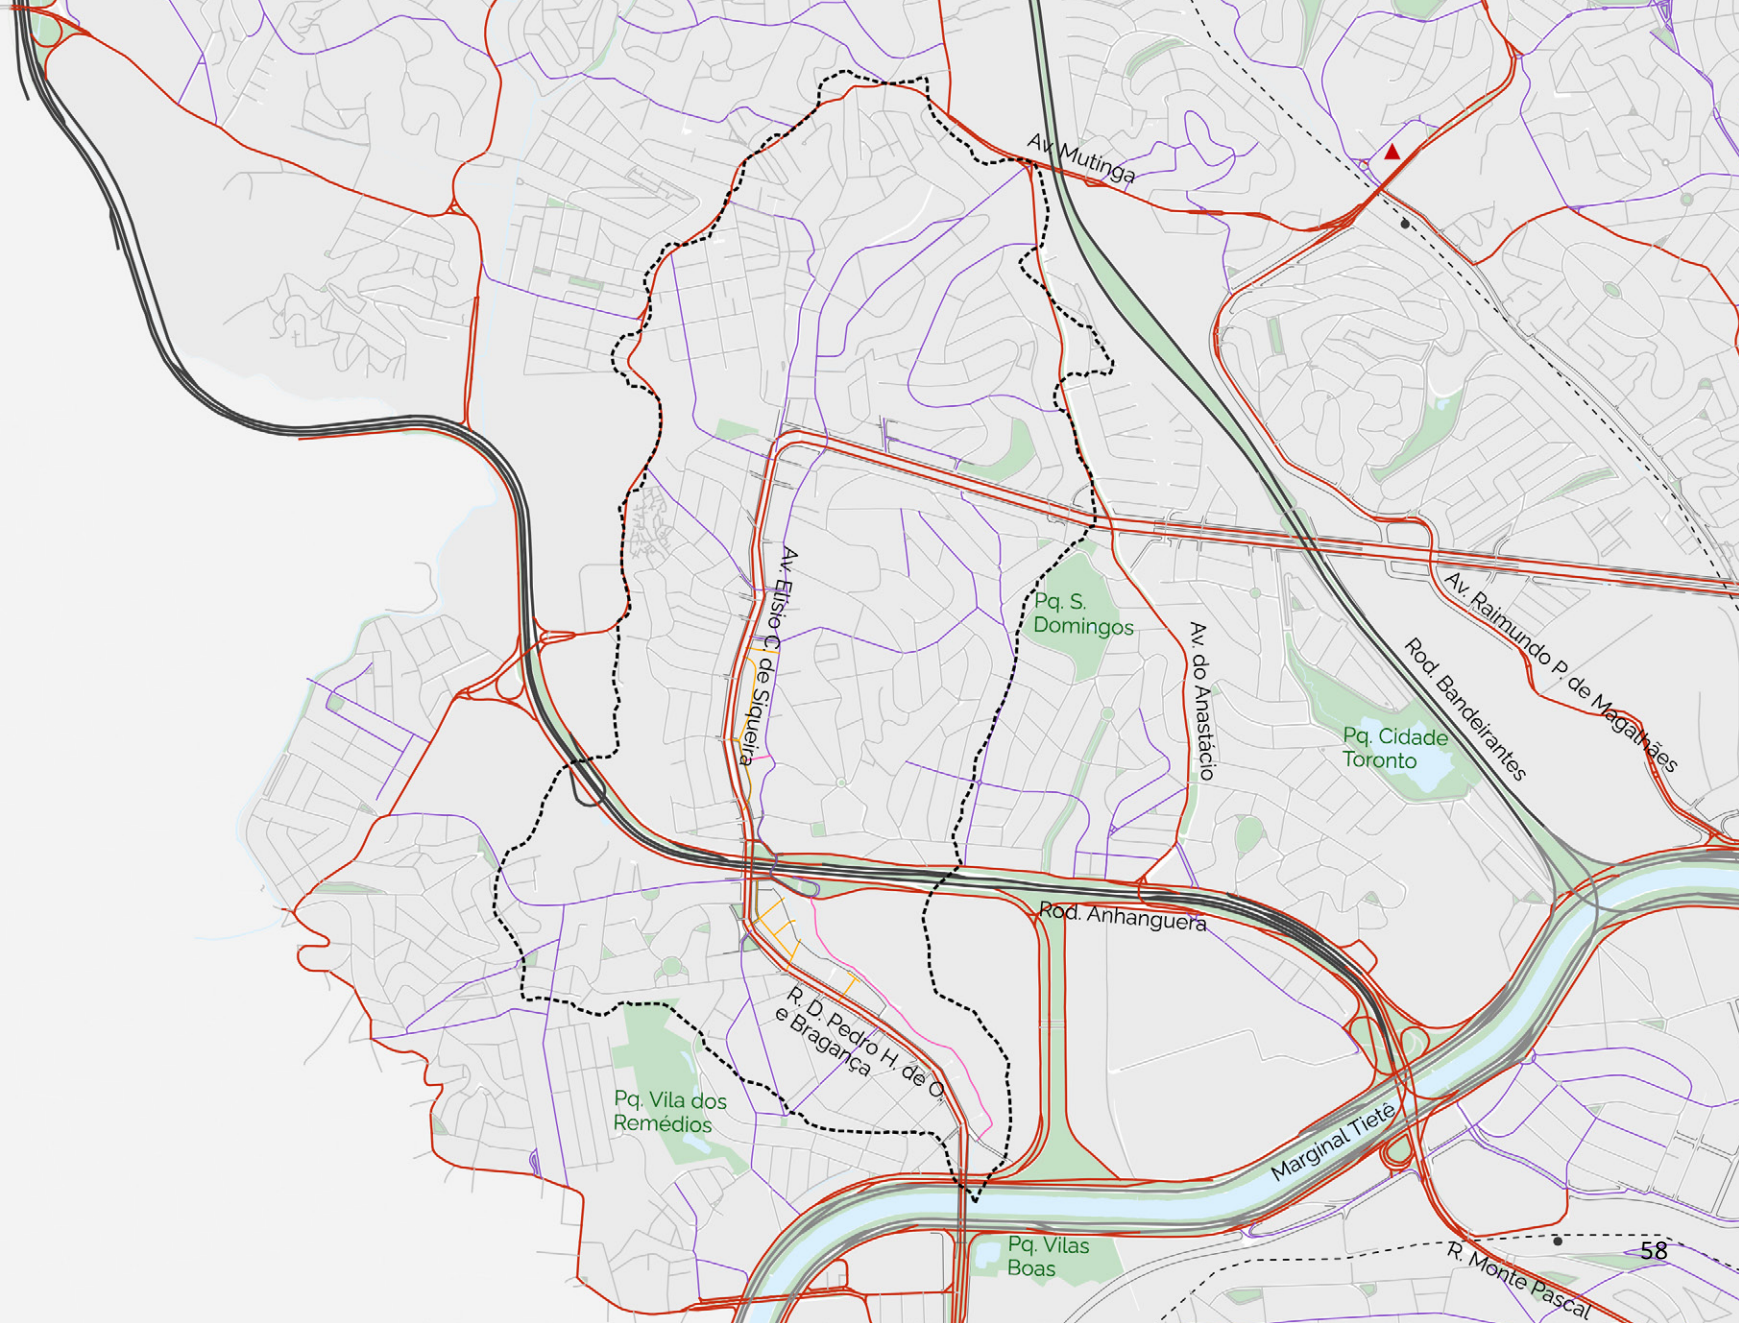 Av. Mutinga
Av. Elísio C. de Siqueira
Pq. S.
Domingos
Av. do Anastácio
Av. Raimundo P. de Magalhães
Rod. Bandeirantes
Pq. Cidade
Toronto
Rod. Anhanguera
R. D. Pedro H. de O.
e Bragança
Pq. Vila dos
Remédios
Marginal Tietê
Pq. Vilas
Boas
58
R. Monte Pascal